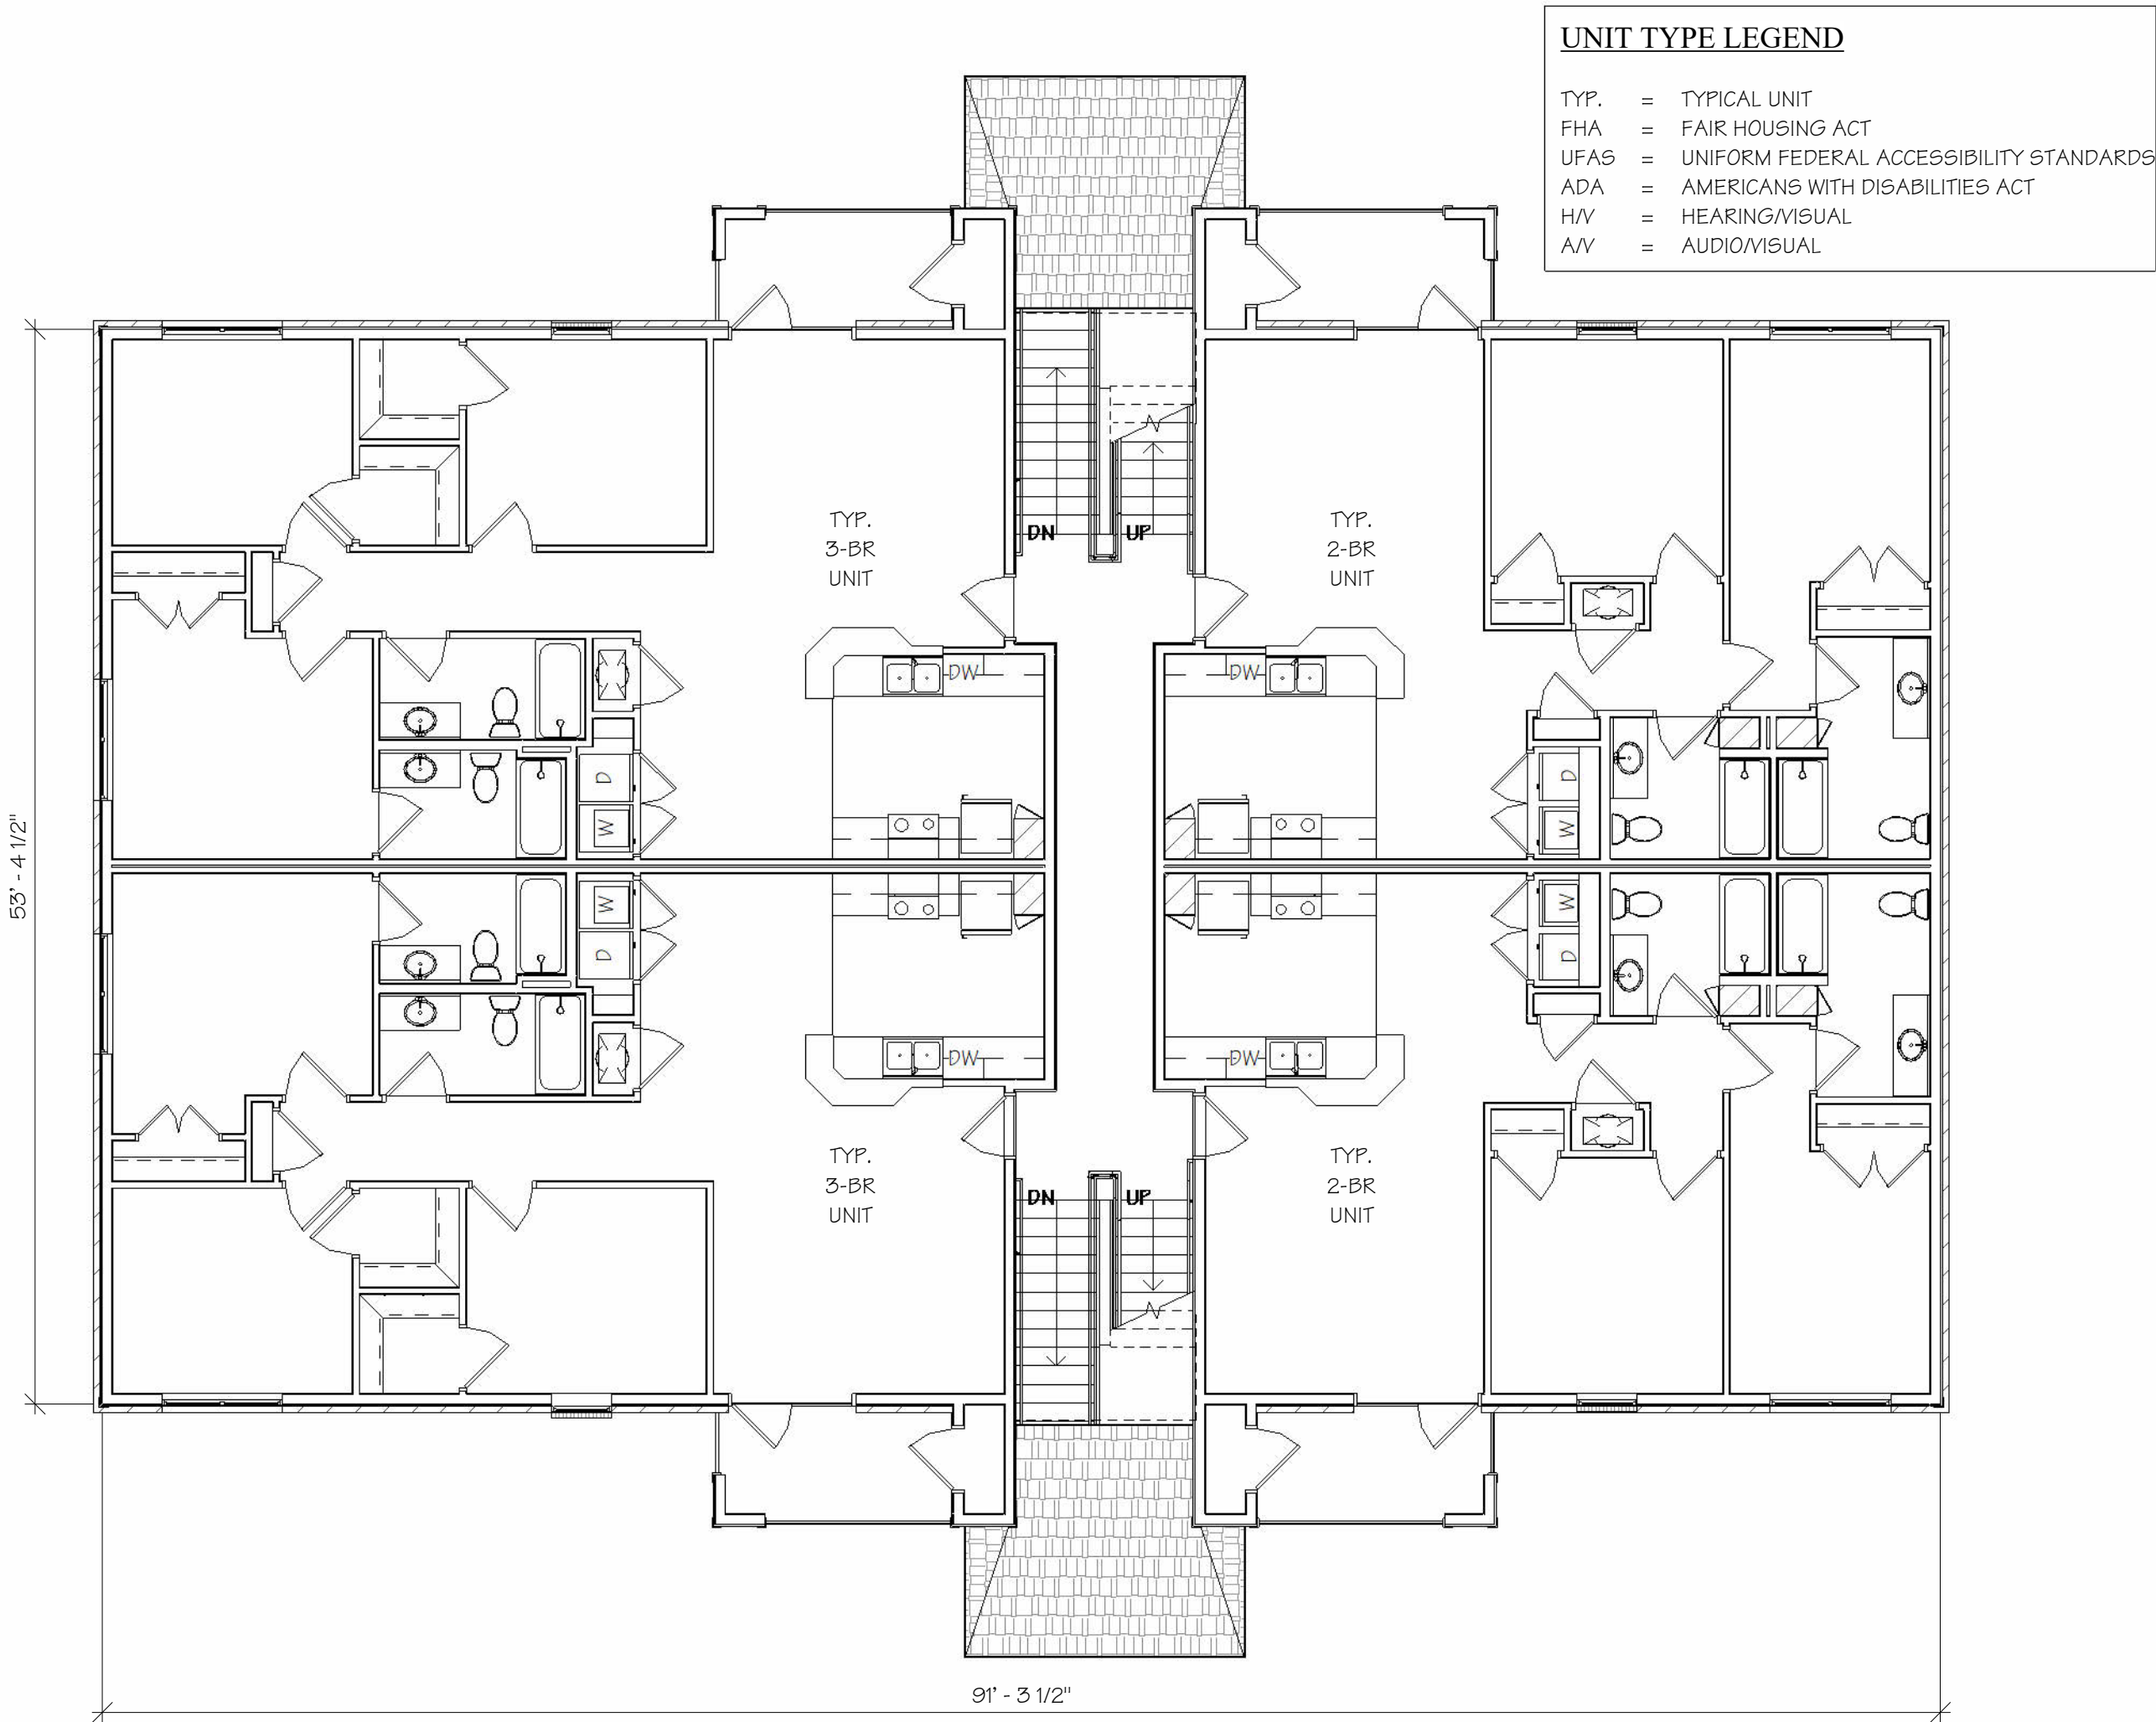 UNIT TYPE LEGEND
TYP. = TYPICAL UNIT
FHA = FAIR HOUSING ACT
UFAS = UNIFORM FEDERAL ACCESSIBILITY STANDARDS
ADA = AMERICANS WITH DISABILITIES ACT
H/V = HEARING/VISUAL
A/V = AUDIO/VISUAL
TYP.
3-BR
UNIT
DN
UP
TYP.
2-BR
UNIT
DW
DW
D
W
D
W
53' - 4 1/2"
W
D
W
D
DW
DW
TYP.
3-BR
UNIT
DN
UP
TYP.
2-BR
UNIT
91' - 3 1/2"